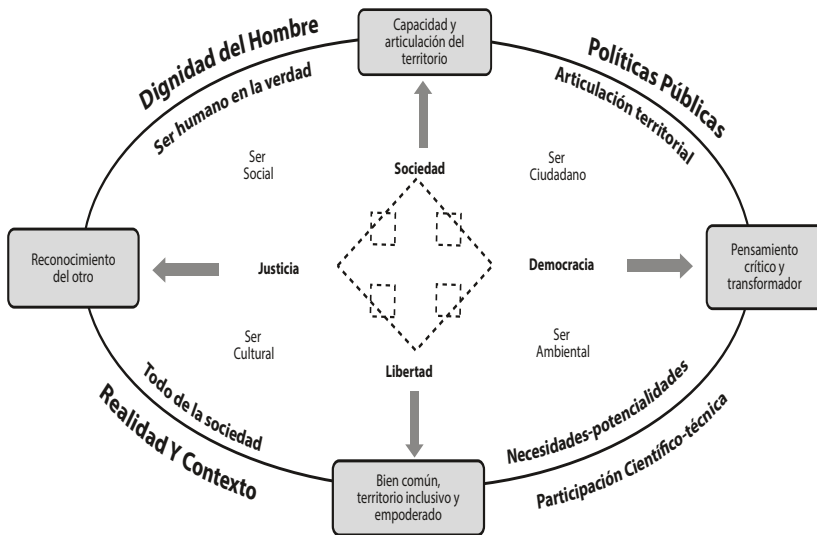 Capacidad y
articulación del
territorio
Dignidad del Hombre
Políticas Públicas
Ser humano en la verdad
Articulación territorial
Ser
Social
Sociedad
Ser
Ciudadano
Reconocimiento
del otro
Justicia
Democracia
Pensamiento
crítico y
transformador
Ser
Cultural
Ser
Ambiental
Libertad
Todo de la sociedad
Necesidades-potencialidades
Realidad Y Contexto
Participación Científico-técnica
Bien común,
territorio inclusivo y
empoderado